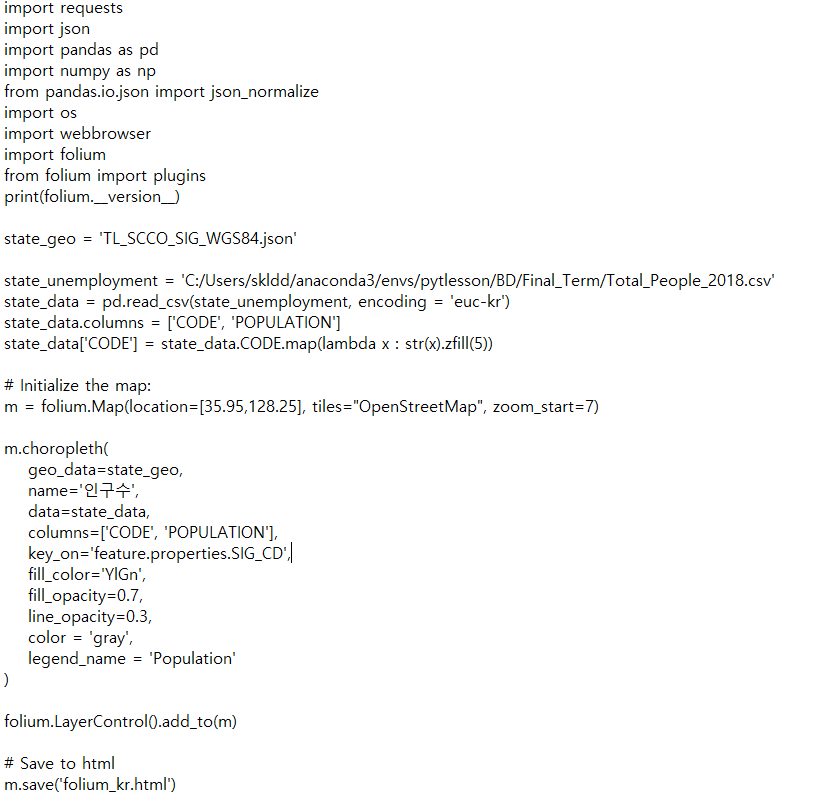 import requests
import json
import pandas as pd
import numpy as np
from pandas.io.json import json_normalize
import os
import webbrowser
import folium
from folium import plugins
print(folium.__version__)

state_geo = 'TL_SCCO_SIG_WGS84.json'

state_unemployment = 'C:/Users/skldd/anaconda3/envs/pytlesson/BD/Final_Term/Total_People_2018.csv'
state_data = pd.read_csv(state_unemployment, encoding = 'euc-kr')
state_data.columns = ['CODE', 'POPULATION']
state_data['CODE'] = state_data.CODE.map(lambda x : str(x).zfill(5))

# Initialize the map:
m = folium.Map(location=[35.95,128.25], tiles="OpenStreetMap", zoom_start=7)

m.choropleth(
    geo_data=state_geo,
    name='인구수',
    data=state_data,
    columns=['CODE', 'POPULATION'],
    key_on='feature.properties.SIG_CD',
    fill_color='YlGn',
    fill_opacity=0.7,
    line_opacity=0.3,
    color = 'gray',
    legend_name = 'Population'
)

folium.LayerControl().add_to(m)

# Save to html
m.save('folium_kr.html')